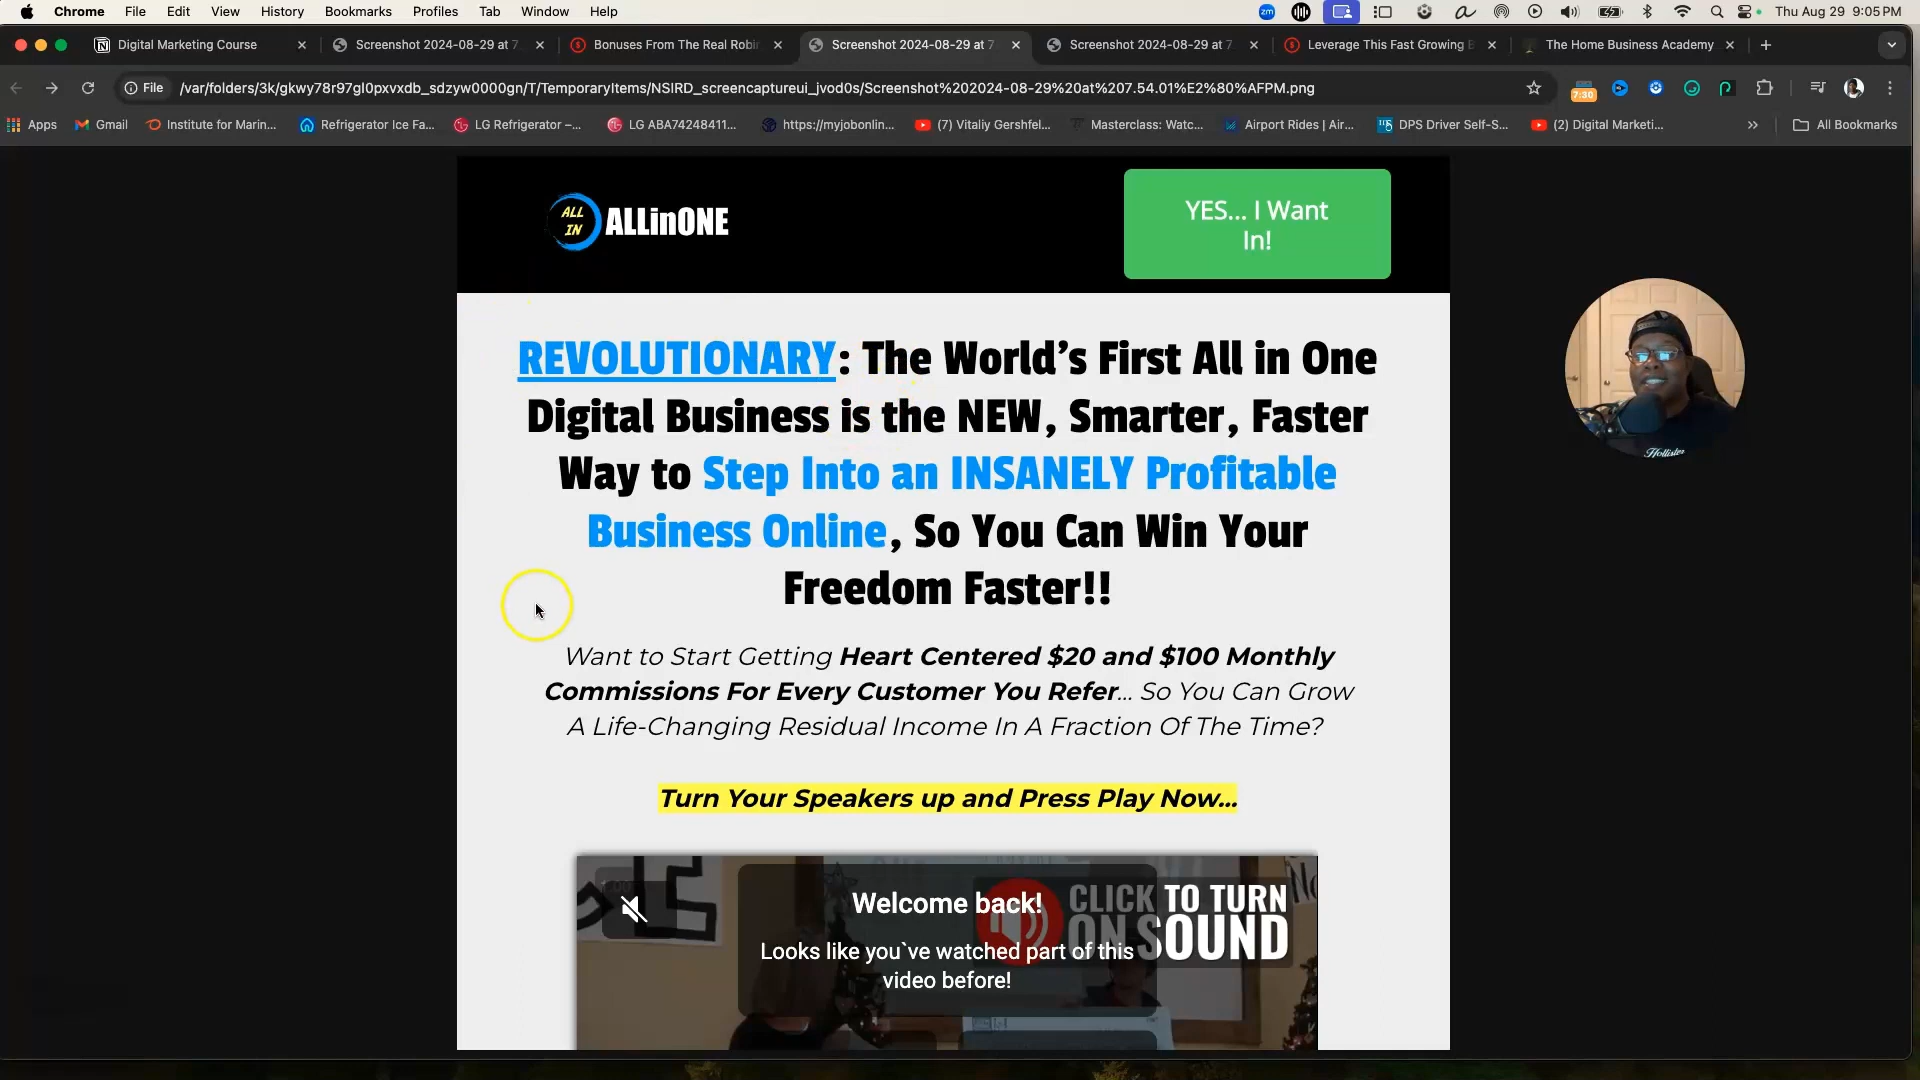 Chrome File Edit View History Bookmarks Profiles Tab Window Help
zm
Thu Aug 29 9:05 PM
Digital Marketing Course
Screenshot 2024-08-29 at 7.
Bonuses From The Real Robi
Screenshot 2024-08-29 at 7
Screenshot 2024-08-29 at 7.
Leverage This Fast Growing B
The Home Business Academy
File
/var/folders/3k/gkwy78r97gl0pxvxdb_sdzyw0000gn/T/TemporaryItems/NSIRD_screencaptureui_jvod0s/Screenshot%202024-08-29%20at%207.54.01%E2%80%AFPM.png
7:30
Apps
Gmail
Institute for Marin...
Refrigerator Ice Fa...
LG Refrigerator –...
LG ABA74248411...
https://myjobonlin...
(7) Vitaliy Gershfel...
Masterclass: Watc...
Airport Rides | Air...
DPS Driver Self-S...
(2) Digital Marketi...
All Bookmarks
ALL
IN
ALLinONE
YES... I Want
In!
REVOLUTIONARY: The World's First All in One
Digital Business is the NEW, Smarter, Faster
Way to Step Into an INSANELY Profitable
Business Online, So You Can Win Your
Freedom Faster!!
Want to Start Getting Heart Centered $20 and $100 Monthly
Commissions For Every Customer You Refer... So You Can Grow
A Life-Changing Residual Income In A Fraction Of The Time?
Turn Your Speakers up and Press Play Now...
Welcome back!
Looks like you`ve watched part of this
video before!
CLICK TO TURN
ON SOUND
Hollister